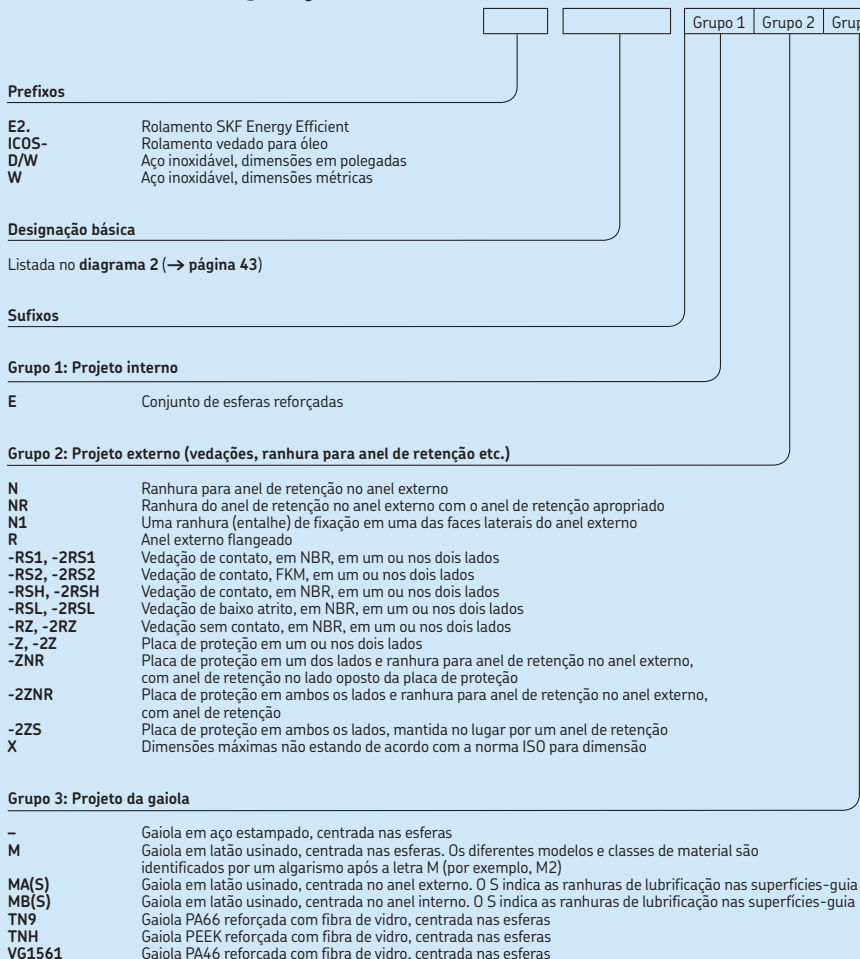 Grupo 1 Grupo 2
Prefixos
E2. Rolamento SKF Energy Efficient
ICOS- Rolamento vedado para óleo
D/W Aço inoxidável, dimensões em polegadas
W Aço inoxidável, dimensões métricas
Designação básica
Listada no diagrama 2 (→ página 43)
Sufixos
Grupo 1: Projeto interno
E Conjunto de esferas reforçadas
Grupo 2: Projeto externo (vedações, ranhura para anel de retenção etc.)
N Ranhura para anel de retenção no anel externo
NR Ranhura do anel de retenção no anel externo com o anel de retenção apropriado
N1 Uma ranhura (entalhe) de fixação em uma das faces laterais do anel externo
R Anel externo flangeado
-RS1, -2RS1 Vedação de contato, em NBR, em um ou nos dois lados
-RS2, -2RS2 Vedação de contato, FKM, em um ou nos dois lados
-RSH, -2RSH Vedação de contato, em NBR, em um ou nos dois lados
-RSL, -2RSL Vedação de baixo atrito, em NBR, em um ou nos dois lados
-RZ, -2RZ Vedação sem contato, em NBR, em um ou nos dois lados
-Z, -2Z Placa de proteção em um ou nos dois lados
-ZNR Placa de proteção em um dos lados e ranhura para anel de retenção no anel externo,
com anel de retenção no lado oposto da placa de proteção
-2ZNR Placa de proteção em ambos os lados e ranhura para anel de retenção no anel externo,
com anel de retenção
-2ZS Placa de proteção em ambos os lados, mantida no lugar por um anel de retenção
X Dimensões máximas não estando de acordo com a norma ISO para dimensão
Grupo 3: Projeto da gaiola
– Gaiola em aço estampado, centrada nas esferas
M Gaiola em latão usinado, centrada nas esferas. Os diferentes modelos e classes de material são
identificados por um algarismo após a letra M (por exemplo, M2)
MA(S) Gaiola em latão usinado, centrada no anel externo. O S indica as ranhuras de lubrificação nas superfícies-guia
MB(S) Gaiola em latão usinado, centrada no anel interno. O S indica as ranhuras de lubrificação nas superfícies-guia
TN9 Gaiola PA66 reforçada com fibra de vidro, centrada nas esferas
TNH Gaiola PEEK reforçada com fibra de vidro, centrada nas esferas
VG1561 Gaiola PA46 reforçada com fibra de vidro, centrada nas esferas